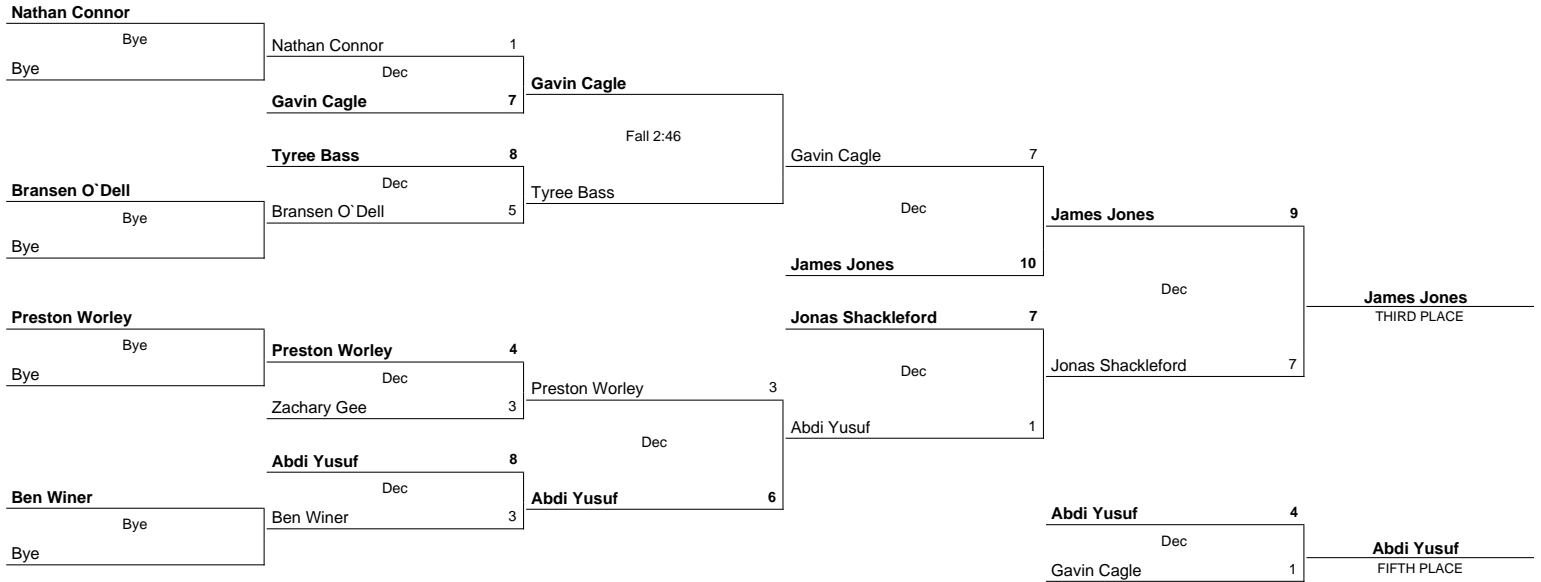 Nathan Connor
Bye
Bye
Nathan Connor 1
Dec
Gavin Cagle 7
Gavin Cagle
Fall 2:46
Tyree Bass 8
Dec
Bransen O`Dell 5
Tyree Bass
Bransen O`Dell
Bye
Bye
Gavin Cagle 7
Dec
James Jones 10
James Jones 9
Dec
Jonas Shackleford 7
James Jones
THIRD PLACE
Preston Worley
Bye
Bye
Preston Worley 4
Dec
Zachary Gee 3
Preston Worley 3
Dec
Abdi Yusuf 6
Jonas Shackleford 7
Dec
Abdi Yusuf 1
Abdi Yusuf 8
Dec
Ben Winer 3
Ben Winer
Bye
Bye
Abdi Yusuf 4
Dec
Gavin Cagle 1
Abdi Yusuf
FIFTH PLACE